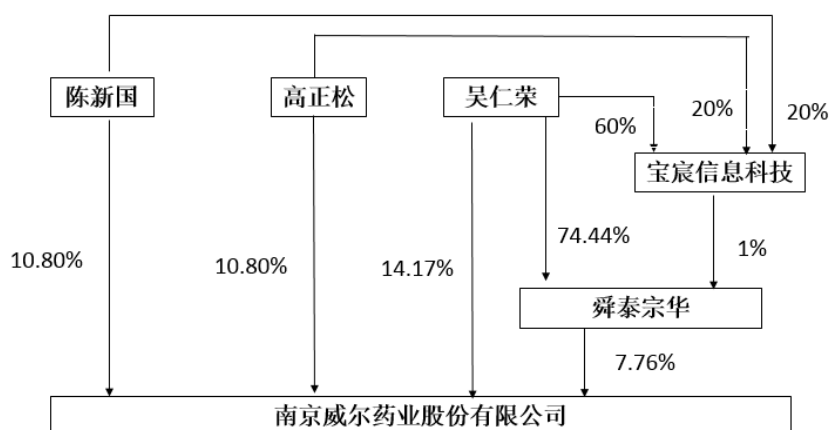 陈新国
高正松
吴仁荣
60%
20%
20%
宝宸信息科技
10.80%
10.80%
14.17%
74.44%
1%
舜泰宗华
7.76%
南京威尔药业股份有限公司